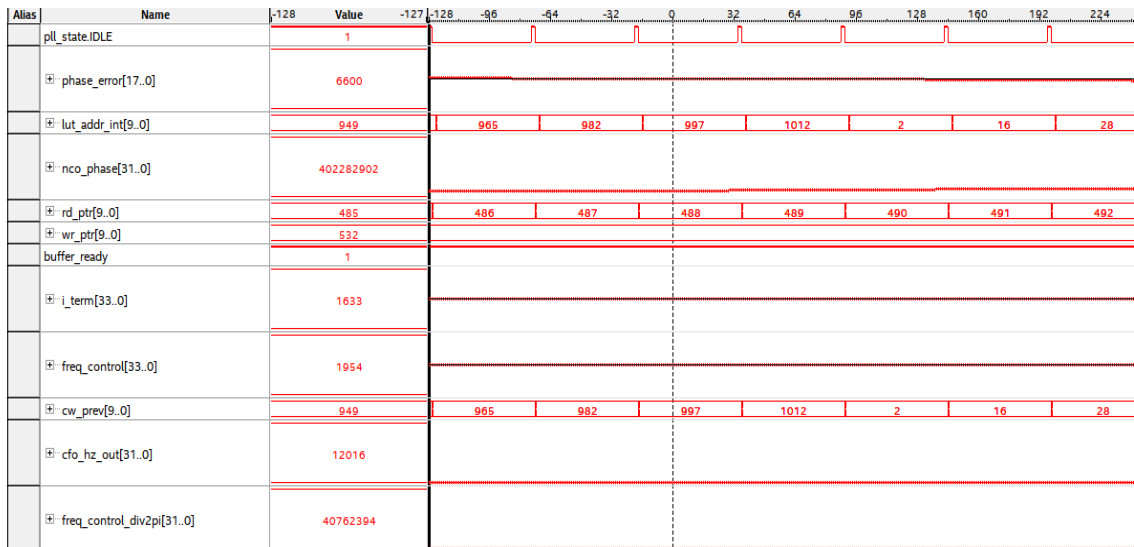 Alias Name -128 Value -127 -128 -96 -64 -32 0 32 64 96 128 160 192 224
pll_state.IDLE 1
phase_error[17..0] 6600
lut_addr_int[9..0] 949 965 982 997 1012 2 16 28
nco_phase[31..0] 402282902
rd_ptr[9..0] 485 486 487 488 489 490 491 492
wr_ptr[9..0] 532
buffer_ready 1
i_term[33..0] 1633
freq_control[33..0] 1954
cw_prev[9..0] 949 965 982 997 1012 2 16 28
cfo_hz_out[31..0] 12016
freq_control_div2pi[31..0] 40762394